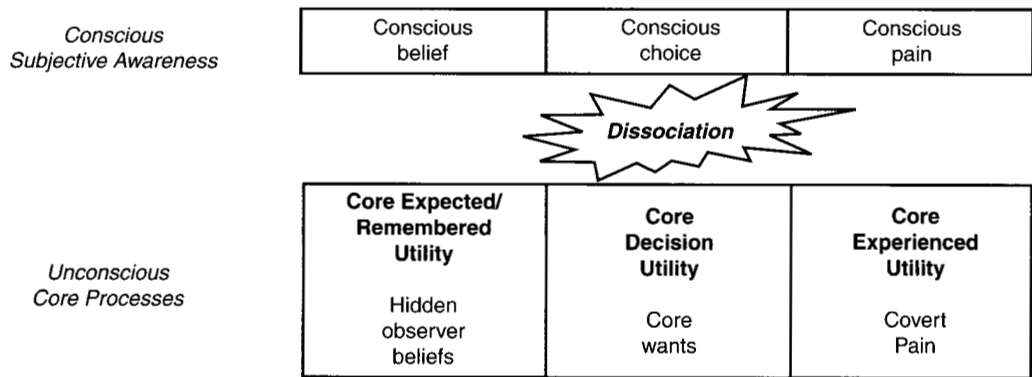 Conscious
Subjective Awareness
Conscious
belief
Conscious
choice
Conscious
pain
Dissociation
Unconscious
Core Processes
Core Expected/
Remembered
Utility
Hidden
observer
beliefs
Core
Decision
Utility
Core
wants
Core
Experienced
Utility
Covert
Pain